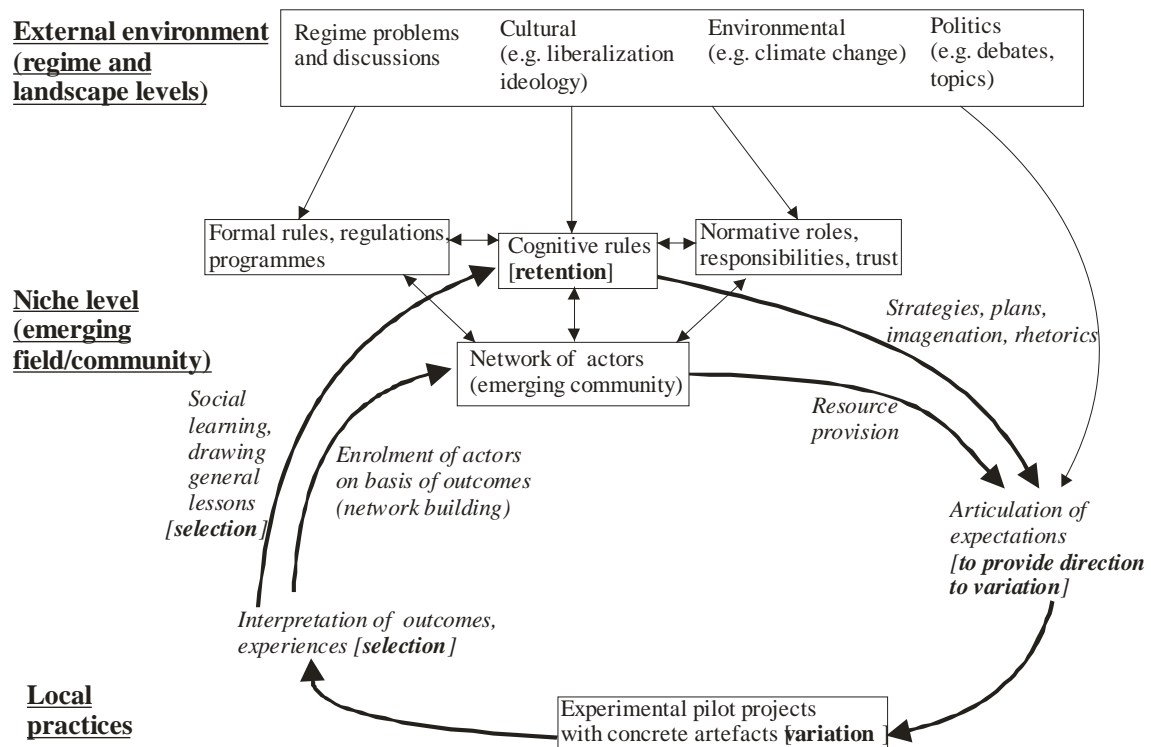 External environment
(regime and
landscape levels)
Regime problems
and discussions
Cultural
(e.g. liberalization
ideology)
Environmental
(e.g. climate change)
Politics
(e.g. debates,
topics)
Formal rules, regulations,
programmes
Cognitive rules
[retention]
Normative roles,
responsibilities, trust
Niche level
(emerging
field/community)
Network of actors
(emerging community)
Strategies, plans,
imagenation, rhetorics
Social
learning,
drawing
general
lessons
[selection]
Enrolment of actors
on basis of outcomes
(network building)
Resource
provision
Articulation of
expectations
[to provide direction
to variation]
Interpretation of outcomes,
experiences [selection]
Local
practices
Experimental pilot projects
with concrete artefacts [variation]